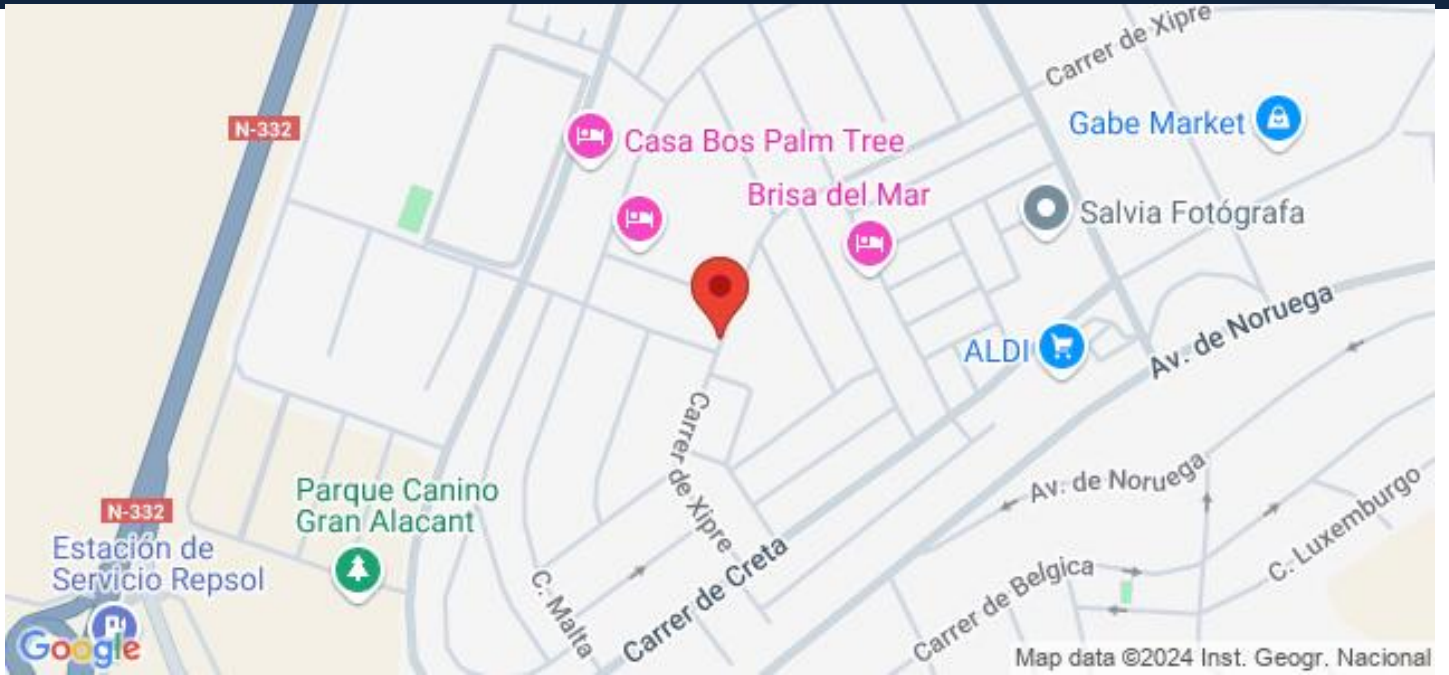 Carrer de Xipre
N-332
Gabe Market
Casa Bos Palm Tree
Brisa del Mar
Salvia Fotógrafa
Av. de Noruega
ALDI
Carrer de Xipre
Av. de Noruega
Parque Canino
Gran Alacant
N-332
C. Luxemburgo
Estación de
Servicio Repsol
Carrer de Creta
Carrer de Belgica
C. Malta
Google
Map data ©2024 Inst. Geogr. Nacional